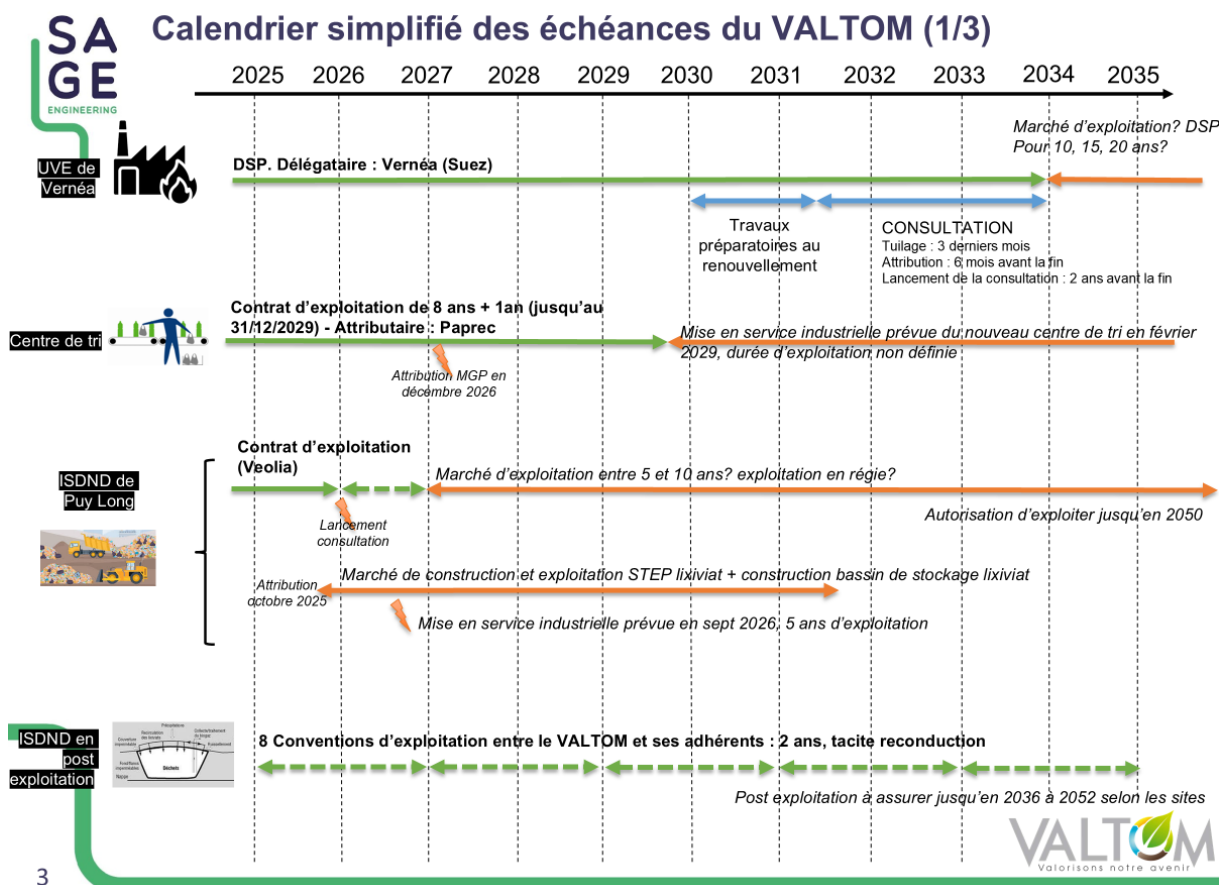 SA
GE
ENGINEERING
Calendrier simplifié des échéances du VALTOM (1/3)
2025 2026 2027 2028 2029 2030 2031 2032 2033 2034 2035
UVE de
Vernéa
DSP. Délégataire : Vernéa (Suez)
Marché d'exploitation? DSP
Pour 10, 15, 20 ans?
Travaux
préparatoires au
renouvellement
CONSULTATION
Tuilage : 3 derniers mois
Attribution : 6 mois avant la fin
Lancement de la consultation : 2 ans avant la fin
Centre de tri
Contrat d'exploitation de 8 ans + 1an (jusqu'au
31/12/2029) - Attributaire : Paprec
Mise en service industrielle prévue du nouveau centre de tri en février
2029, durée d'exploitation non définie
Attribution MGP en
décembre 2026
ISDND de
Puy Long
Contrat d'exploitation
(Veolia)
Marché d'exploitation entre 5 et 10 ans? exploitation en régie?
Lancement
consultation
Autorisation d'exploiter jusqu'en 2050
Attribution
octobre 2025
Marché de construction et exploitation STEP lixiviat + construction bassin de stockage lixiviat
Mise en service industrielle prévue en sept 2026, 5 ans d'exploitation
ISDND en
post
exploitation
Précipitations
Déchets
Nappe
8 Conventions d'exploitation entre le VALTOM et ses adhérents : 2 ans, tacite reconduction
Post exploitation à assurer jusqu'en 2036 à 2052 selon les sites
VALTOM
Valorisons notre avenir
3